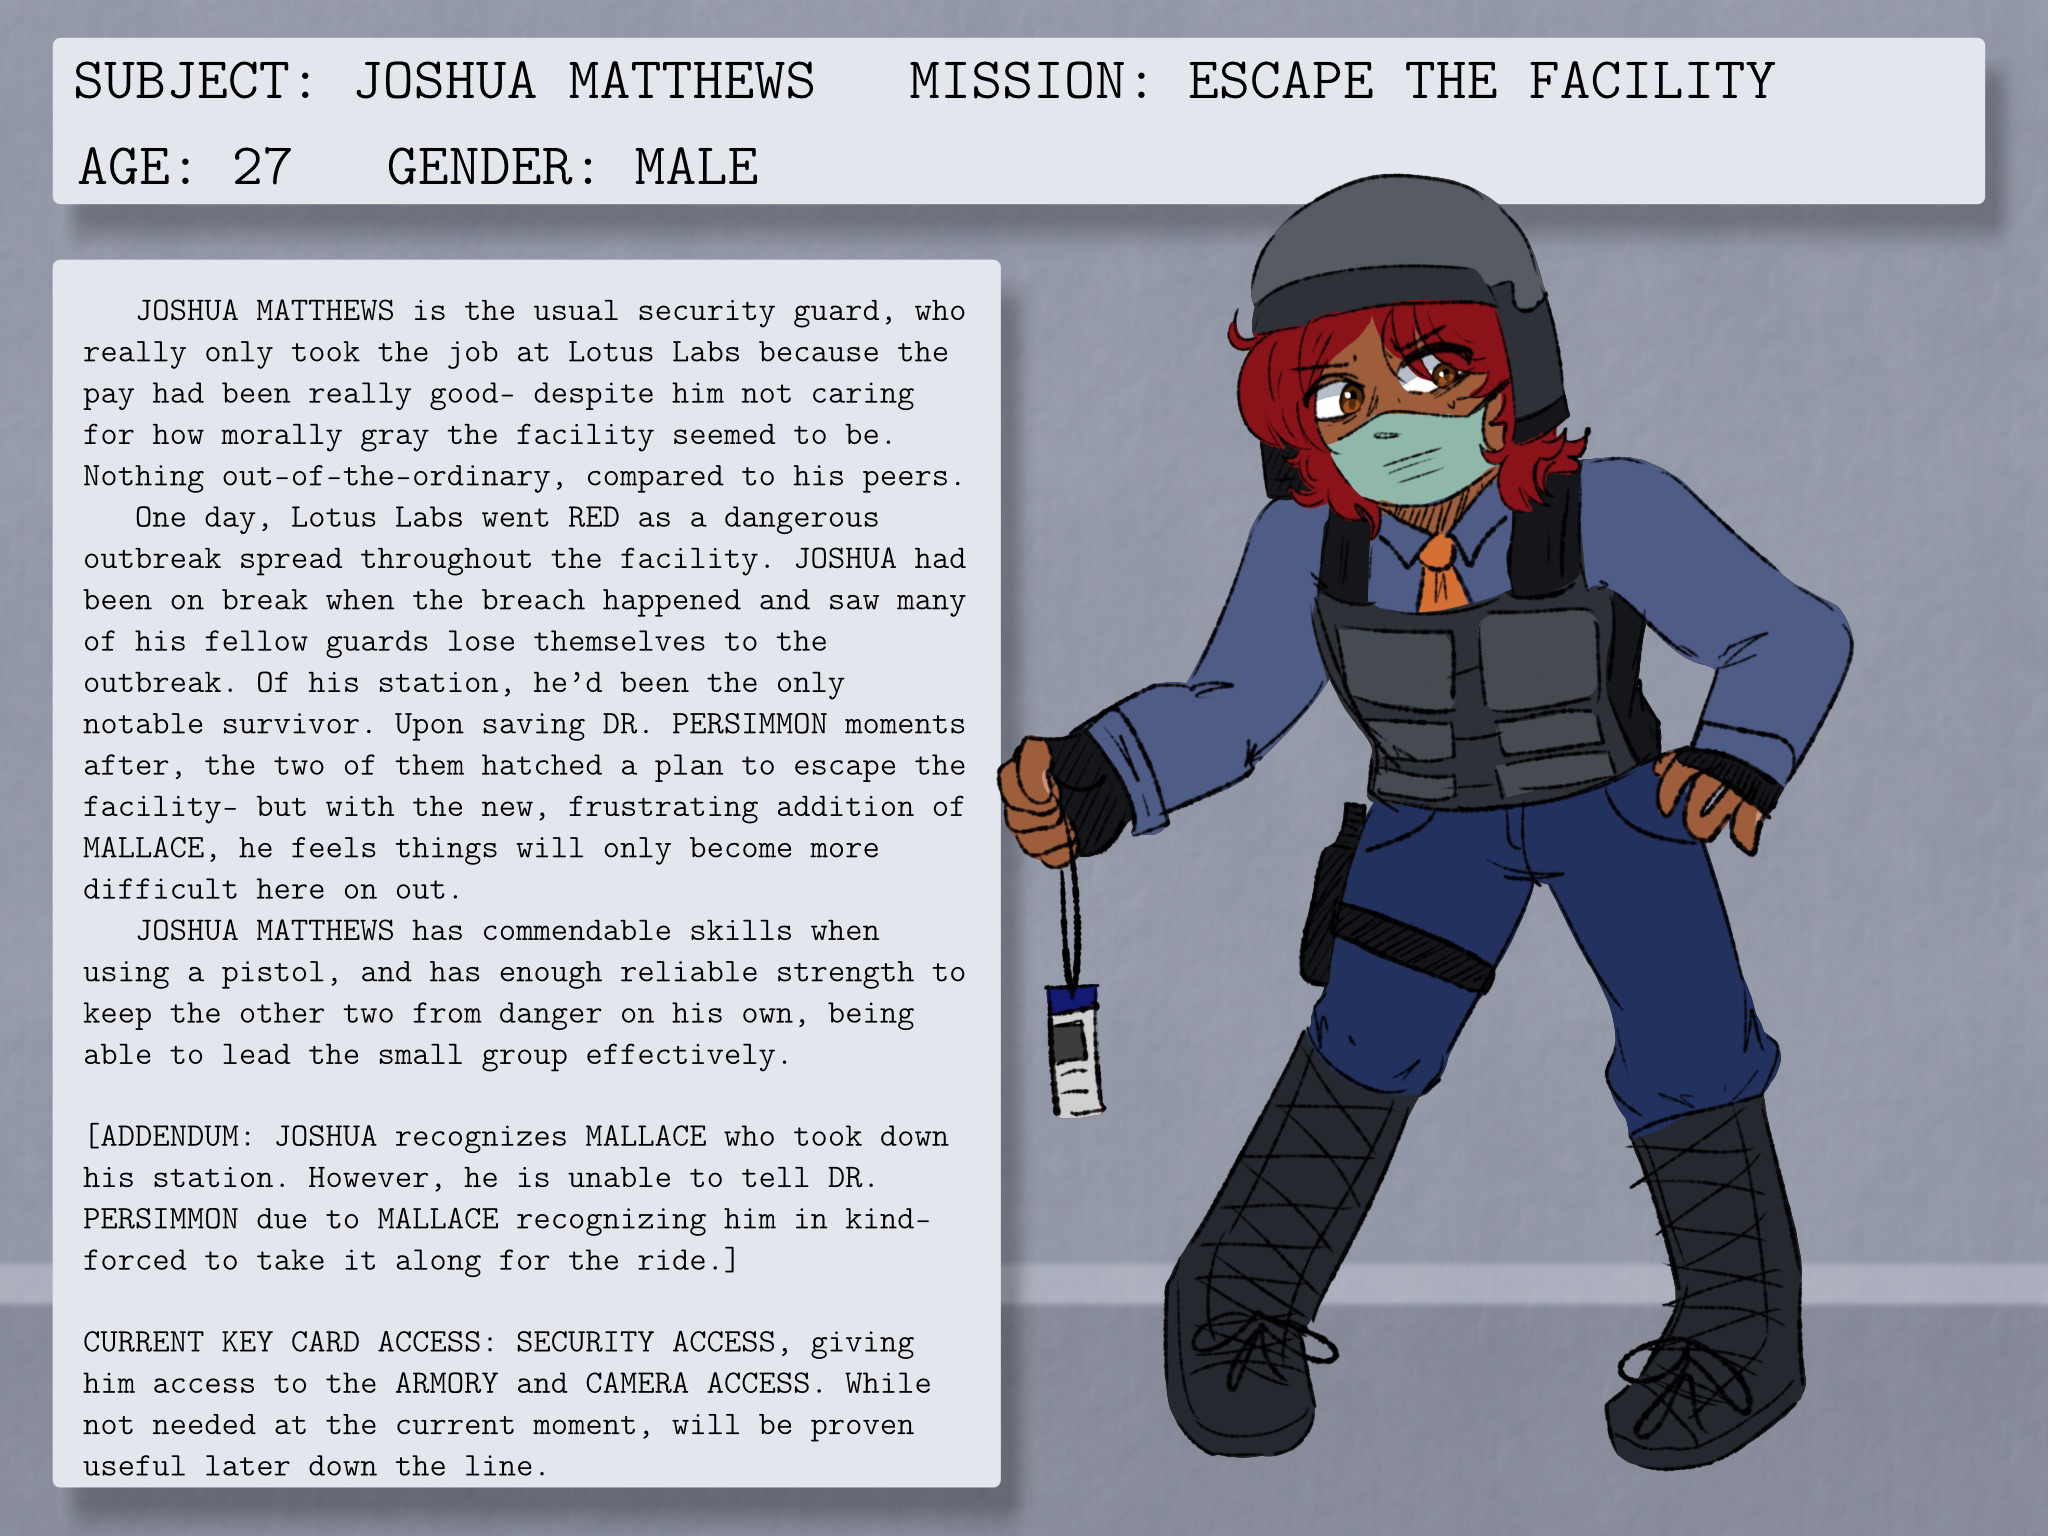 SUBJECT: JOSHUA MATTHEWS MISSION: ESCAPE THE FACILITY
AGE: 27 GENDER: MALE
JOSHUA MATTHEWS is the usual security guard, who
really only took the job at Lotus Labs because the
pay had been really good- despite him not caring
for how morally gray the facility seemed to be.
Nothing out-of-the-ordinary, compared to his peers.
One day, Lotus Labs went RED as a dangerous
outbreak spread throughout the facility. JOSHUA had
been on break when the breach happened and saw many
of his fellow guards lose themselves to the
outbreak. Of his station, he'd been the only
notable survivor. Upon saving DR. PERSIMMON moments
after, the two of them hatched a plan to escape the
facility- but with the new, frustrating addition of
MALLACE, he feels things will only become more
difficult here on out.
JOSHUA MATTHEWS has commendable skills when
using a pistol, and has enough reliable strength to
keep the other two from danger on his own, being
able to lead the small group effectively.
[ADDENDUM: JOSHUA recognizes MALLACE who took down
his station. However, he is unable to tell DR.
PERSIMMON due to MALLACE recognizing him in kind-
forced to take it along for the ride.]
CURRENT KEY CARD ACCESS: SECURITY ACCESS, giving
him access to the ARMORY and CAMERA ACCESS. While
not needed at the current moment, will be proven
useful later down the line.